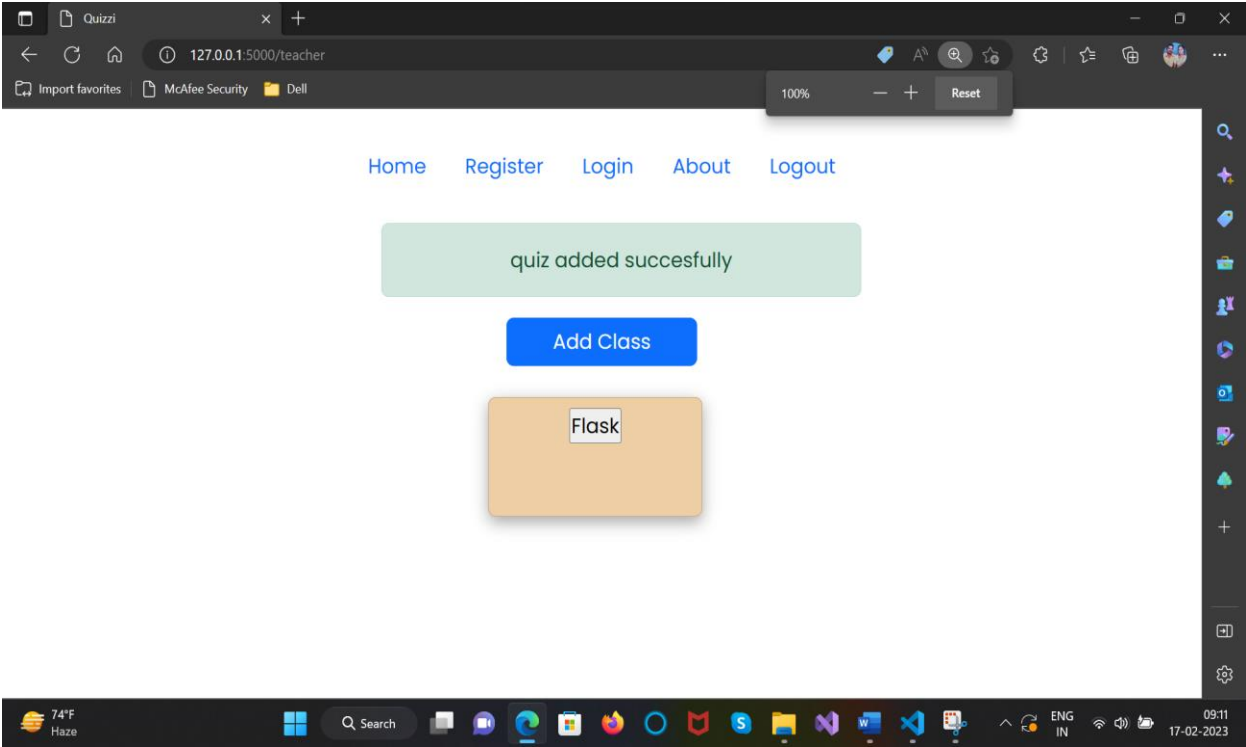 Quizzi
127.0.0.1:5000/teacher
Import favorites McAfee Security Dell
100% Reset
Home Register Login About Logout
quiz added succesfully
Add Class
Flask
74°F
Haze
Search
ENG
IN
09:11
17-02-2023